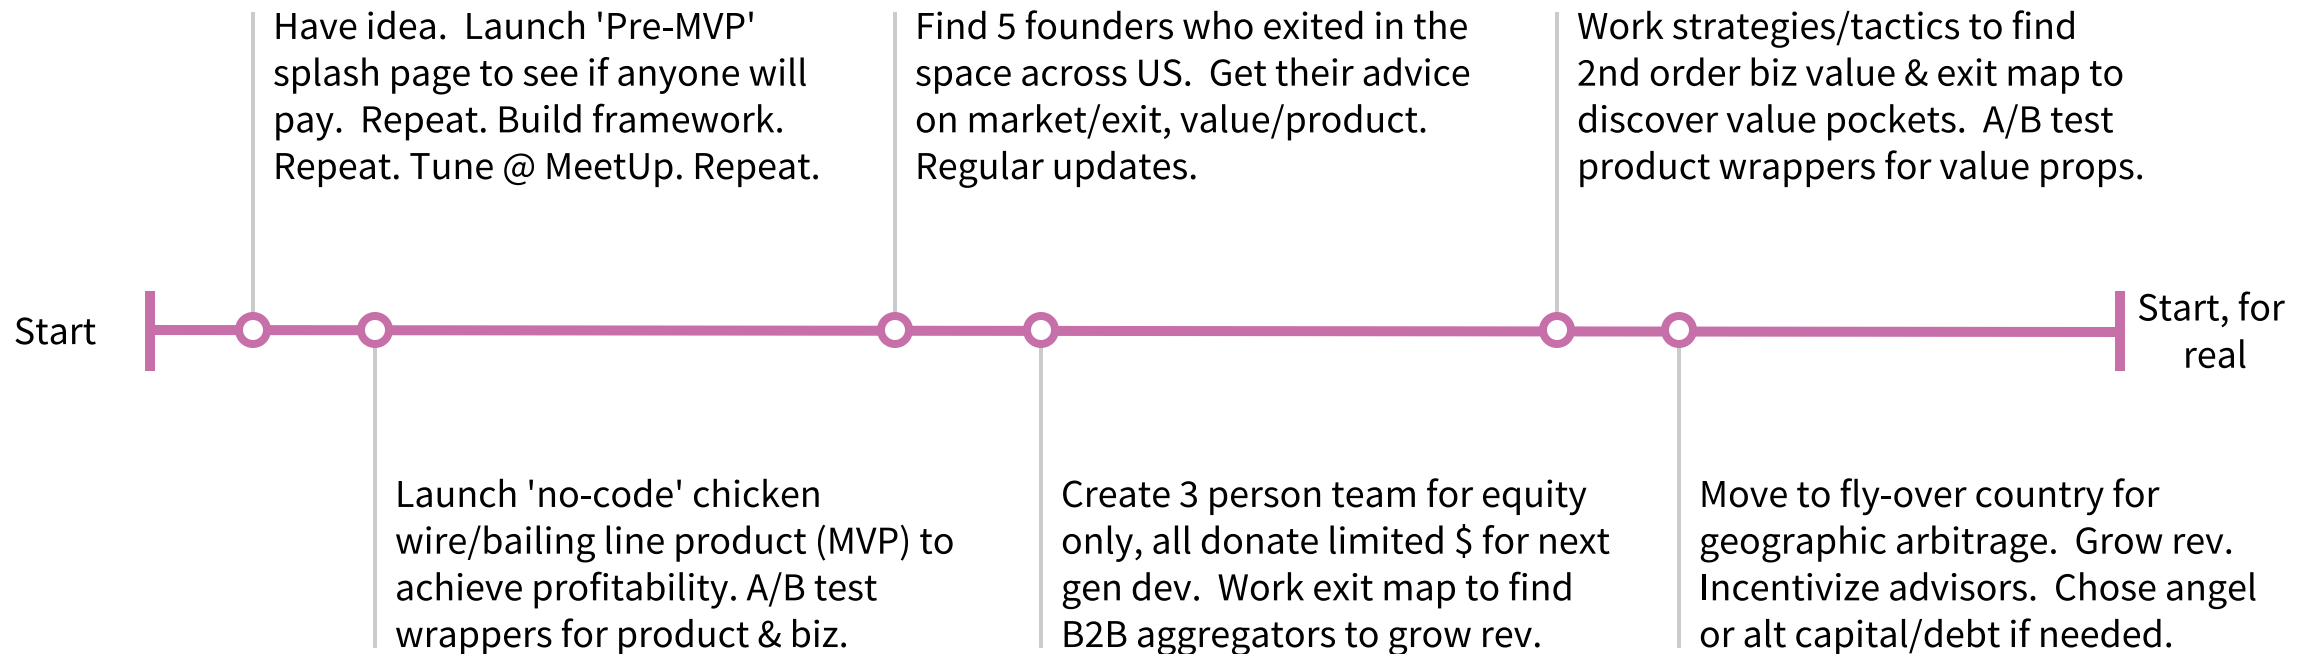 Have idea.  Launch 'Pre-MVP'
splash page to see if anyone will
pay.  Repeat. Build framework.
Repeat. Tune @ MeetUp. Repeat.
Find 5 founders who exited in the
space across US.  Get their advice
on market/exit, value/product.
Regular updates.
Work strategies/tactics to find
2nd order biz value & exit map to
discover value pockets.  A/B test
product wrappers for value props.
Start
Start, for
real
Launch 'no-code' chicken
wire/bailing line product (MVP) to
achieve profitability. A/B test
wrappers for product & biz.
Create 3 person team for equity
only, all donate limited $ for next
gen dev.  Work exit map to find
B2B aggregators to grow rev.
Move to fly-over country for
geographic arbitrage.  Grow rev.
Incentivize advisors.  Chose angel
or alt capital/debt if needed.